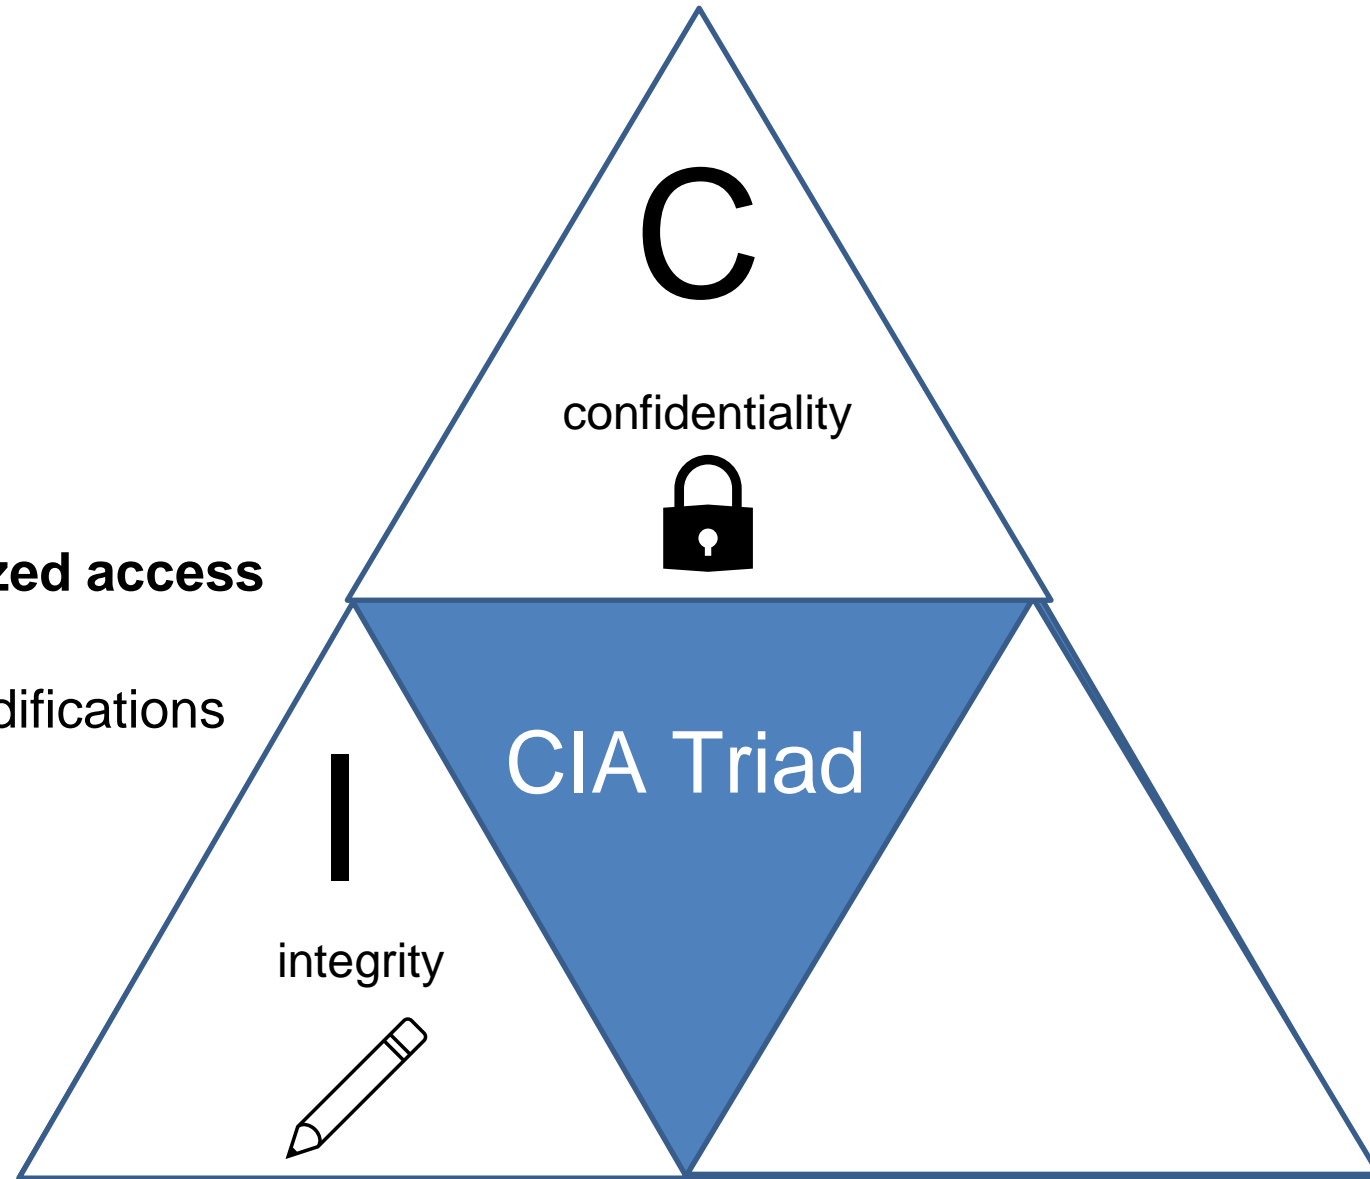 C
confidentiality
zed access
difications
CIA Triad
I
integrity